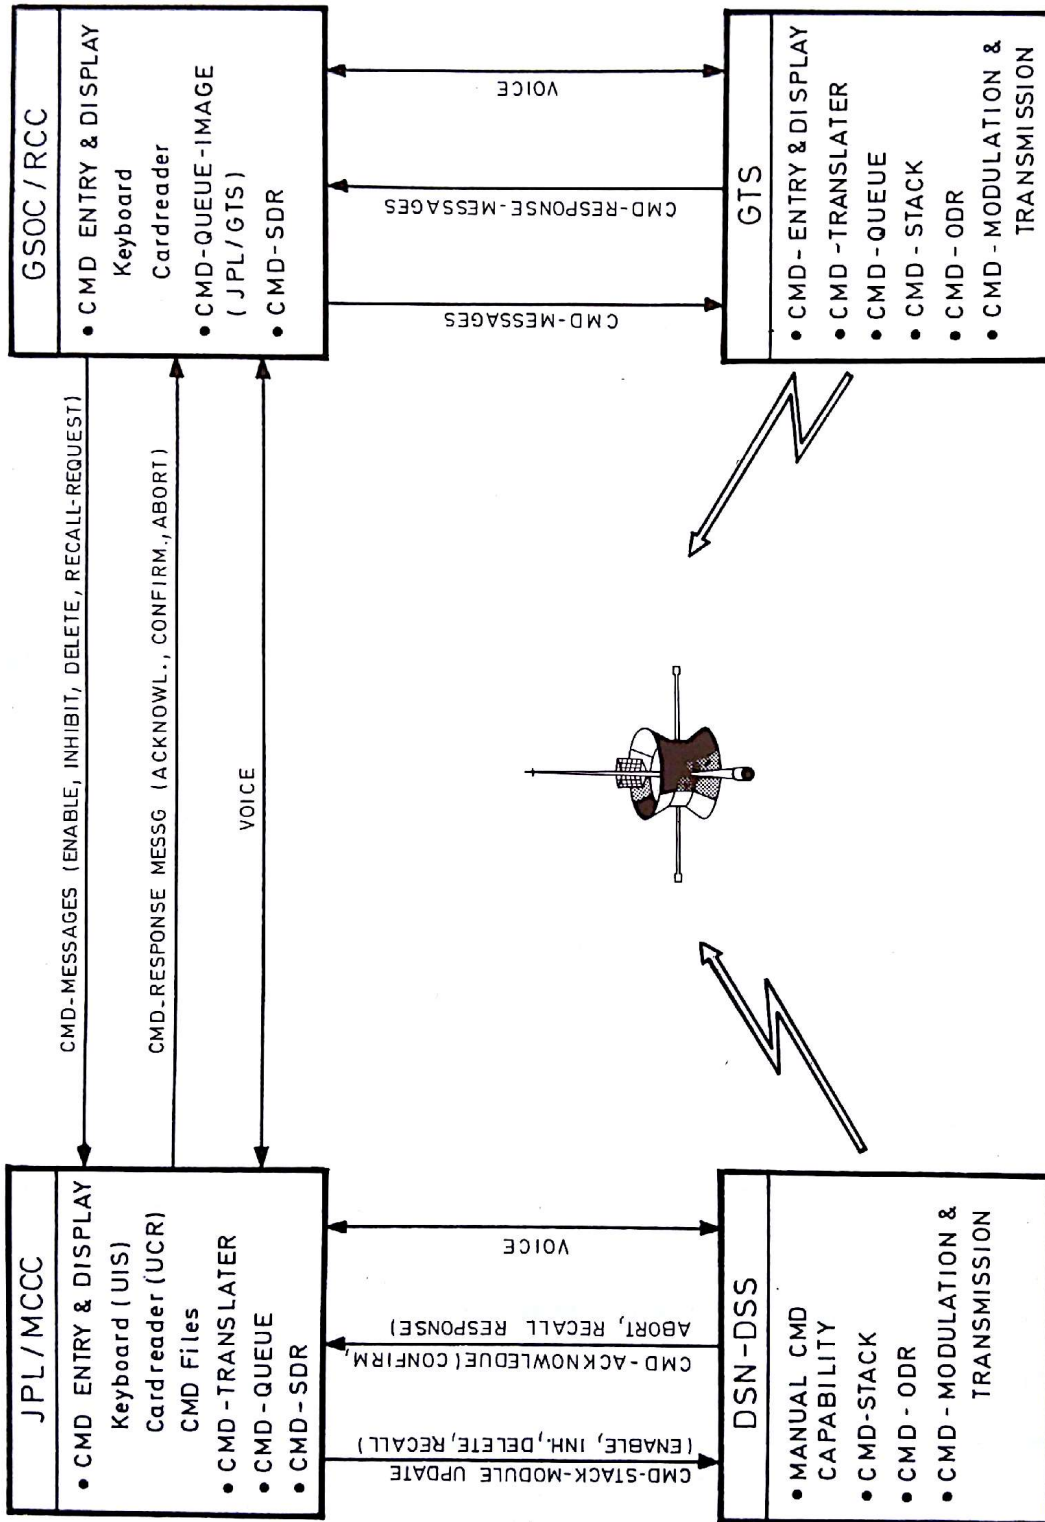 JPL/MCCC
• CMD ENTRY & DISPLAY
Keyboard (UIS)
Cardreader (UCR)
CMD Files
• CMD-TRANSLATER
• CMD-QUEUE
• CMD-SDR
CMD-MESSAGES (ENABLE, INHIBIT, DELETE, RECALL-REQUEST)
CMD-RESPONSE MESSG (ACKNOWL., CONFIRM., ABORT)
VOICE
GSOC/RCC
• CMD ENTRY & DISPLAY
Keyboard
Cardreader
• CMD-QUEUE-IMAGE
(JPL/GTS)
• CMD-SDR
CMD-STACK-MODULE UPDATE
(ENABLE, INH., DELETE, RECALL)
CMD-ACKNOWLEDUE (CONFIRM,
ABORT, RECALL RESPONSE)
VOICE
CMD-MESSAGES
CMD-RESPONSE-MESSAGES
VOICE
DSN-DSS
• MANUAL CMD
CAPABILITY
• CMD-STACK
• CMD-ODR
• CMD-MODULATION &
TRANSMISSION
GTS
• CMD-ENTRY & DISPLAY
• CMD-TRANSLATER
• CMD-QUEUE
• CMD-STACK
• CMD-ODR
• CMD-MODULATION &
TRANSMISSION